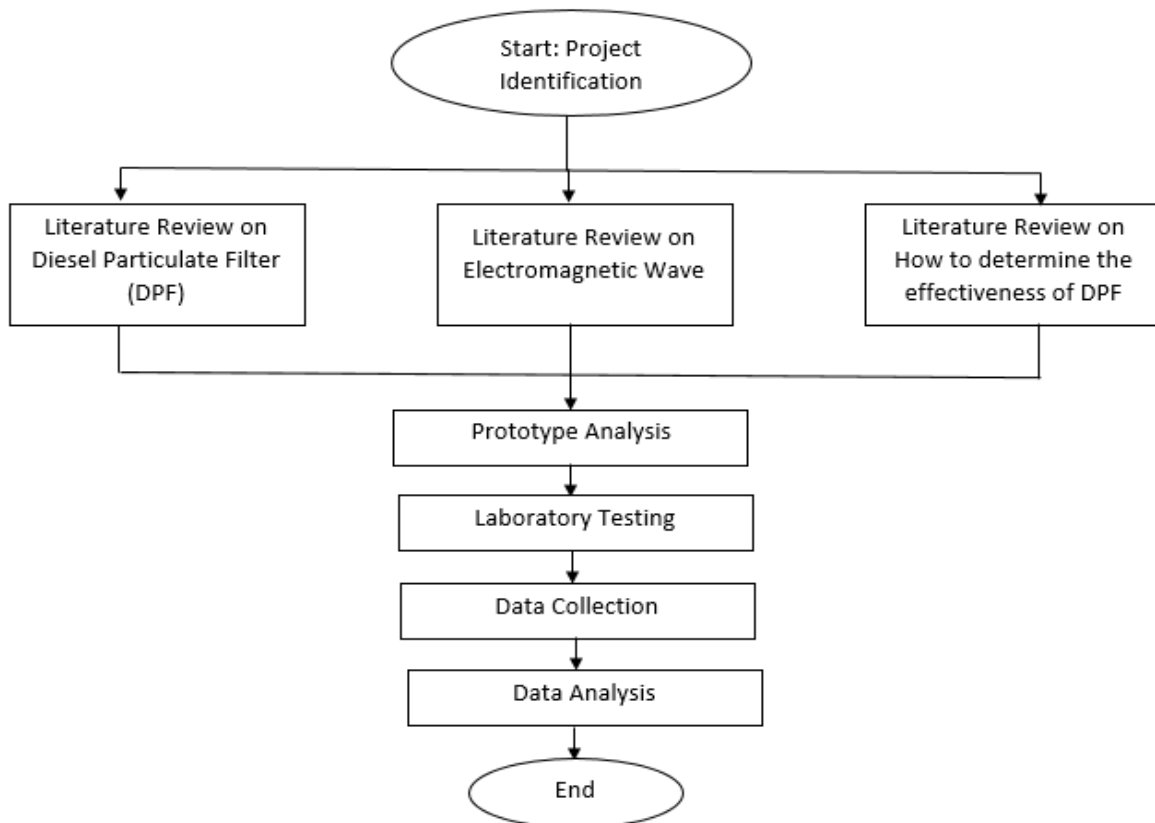 Start: Project
Identification
Literature Review on
Diesel Particulate Filter
(DPF)
Literature Review on
Electromagnetic Wave
Literature Review on
How to determine the
effectiveness of DPF
Prototype Analysis
Laboratory Testing
Data Collection
Data Analysis
End